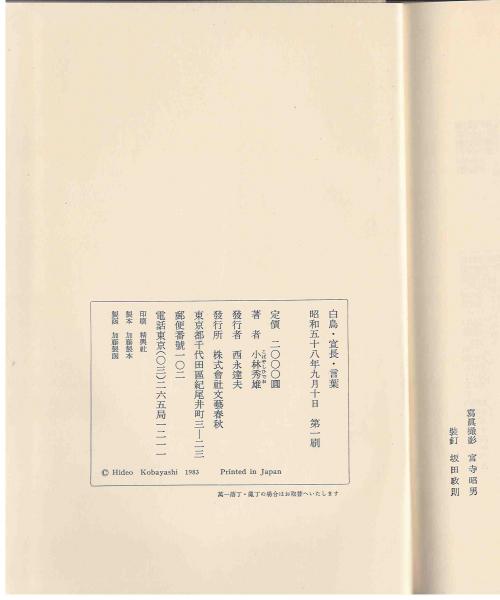 寫眞撮影　宮寺昭男
裝釘　坂田政則
白鳥・宣長・言葉
昭和五十八年九月十日　第一刷
定價　二〇〇〇圓
著者　小林秀雄
發行者　西永達夫
發行所　株式會社文藝春秋
東京都千代田區紀尾井町三—二三
郵便番號一〇二
電話東京(〇三)二六五局一二一一
印刷　精興社
製本　加藤製本
製函　加藤製函
© Hideo Kobayashi 1983　Printed in Japan
萬一落丁・亂丁の場合はお取替へいたします